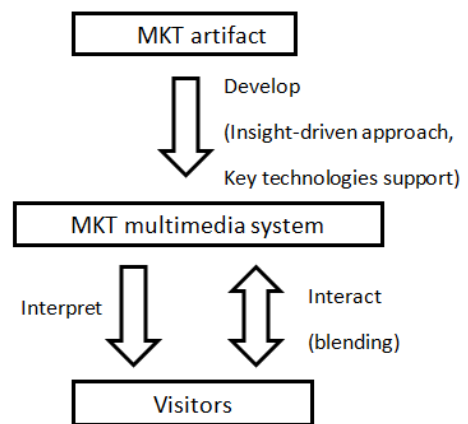 MKT artifact
Develop
(Insight-driven approach,
Key technologies support)
MKT multimedia system
Interpret
Interact
(blending)
Visitors